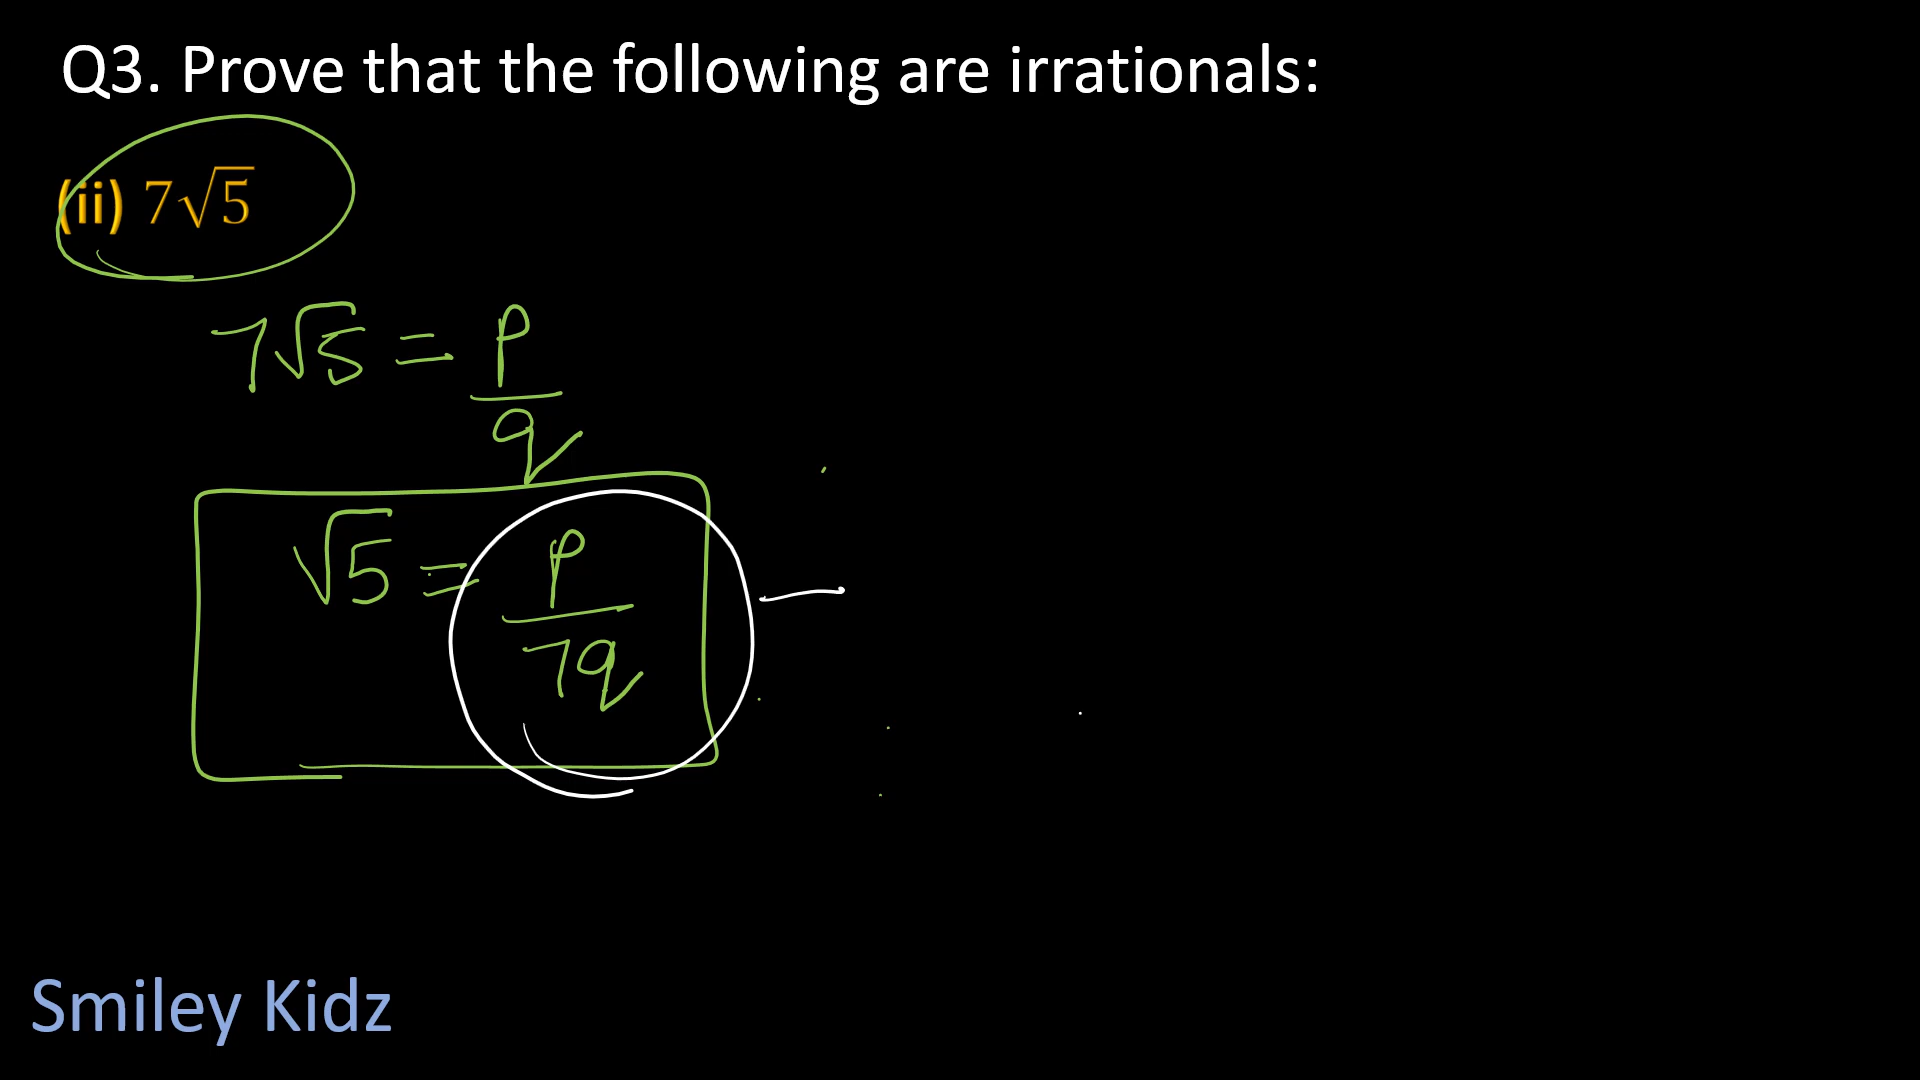 Q3. Prove that the following are irrationals:
(ii) 7√5
7√5 = p/q
√5 = p/7q
Smiley Kidz